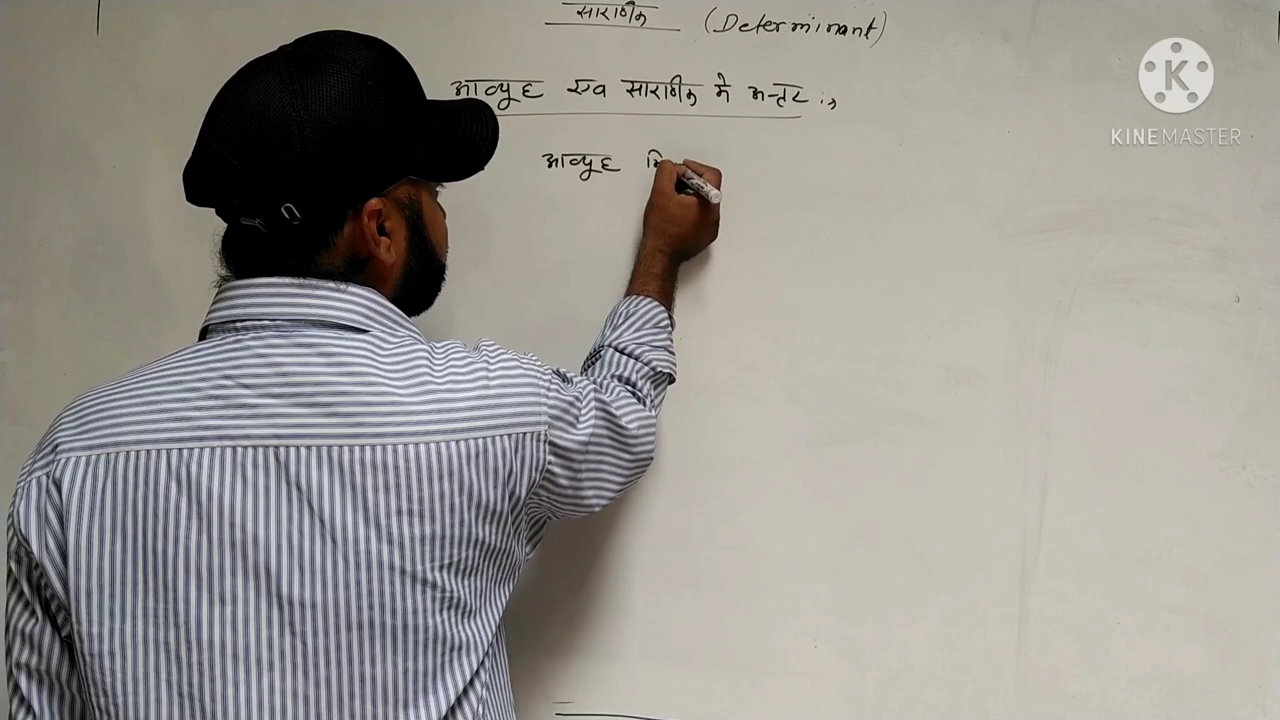 सारणीक (Determinant)
आव्यूह एव सारणीक मे अन्तर :→
आव्यूह
K
KINEMASTER